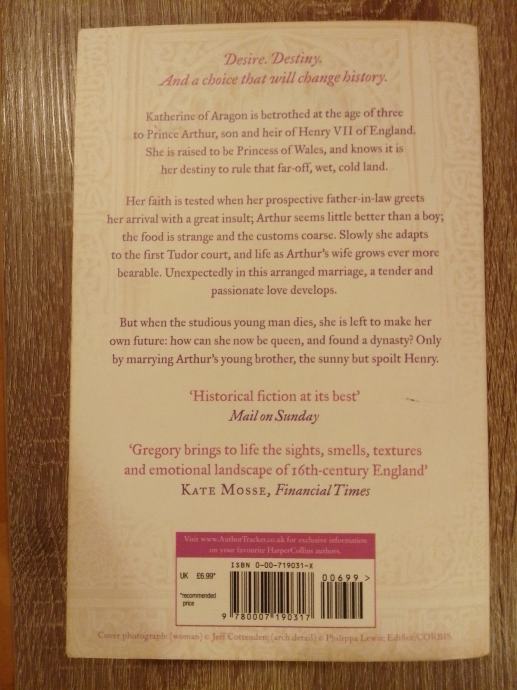 Desire. Destiny.
And a choice that will change history.
Katherine of Aragon is betrothed at the age of three
to Prince Arthur, son and heir of Henry VII of England.
She is raised to be Princess of Wales, and knows it is
her destiny to rule that far-off, wet, cold land.
Her faith is tested when her prospective father-in-law greets
her arrival with a great insult; Arthur seems little better than a boy;
the food is strange and the customs coarse. Slowly she adapts
to the first Tudor court, and life as Arthur's wife grows ever more
bearable. Unexpectedly in this arranged marriage, a tender and
passionate love develops.
But when the studious young man dies, she is left to make her
own future: how can she now be queen, and found a dynasty? Only
by marrying Arthur's young brother, the sunny but spoilt Henry.
'Historical fiction at its best'
Mail on Sunday
'Gregory brings to life the sights, smells, textures
and emotional landscape of 16th-century England'
KATE MOSSE, Financial Times
Visit www.AuthorTracker.co.uk for exclusive information
on your favourite HarperCollins authors.
ISBN 0-00-719031-X
UK £6.99*
00699 >
*recommended
price
9 780007 190317
Cover photograph: (woman) © Jeff Cottenden; (arch detail) © Philippa Lewis; Edifice/CORBIS